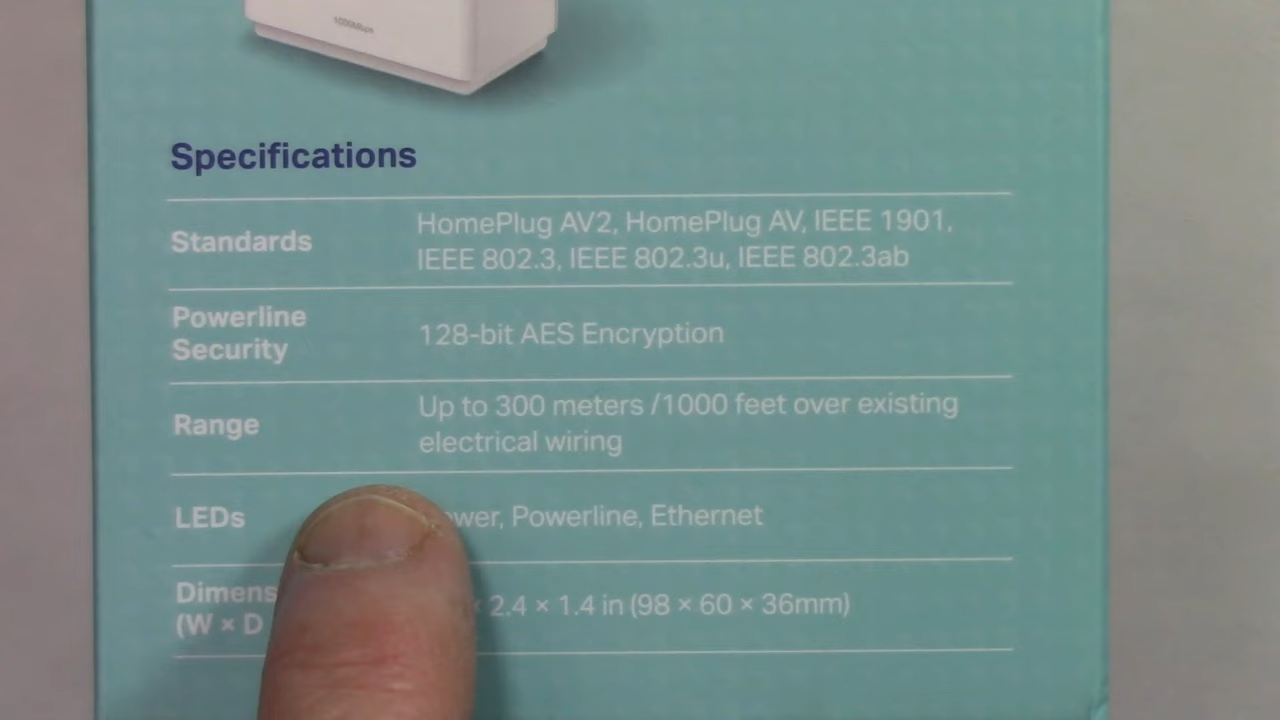 1000Mbps
Specifications
Standards
HomePlug AV2, HomePlug AV, IEEE 1901,
IEEE 802.3, IEEE 802.3u, IEEE 802.3ab
Powerline
Security
128-bit AES Encryption
Range
Up to 300 meters /1000 feet over existing
electrical wiring
LEDs
Powerline, Ethernet
(W × D
× 2.4 × 1.4 in (98 × 60 × 36mm)